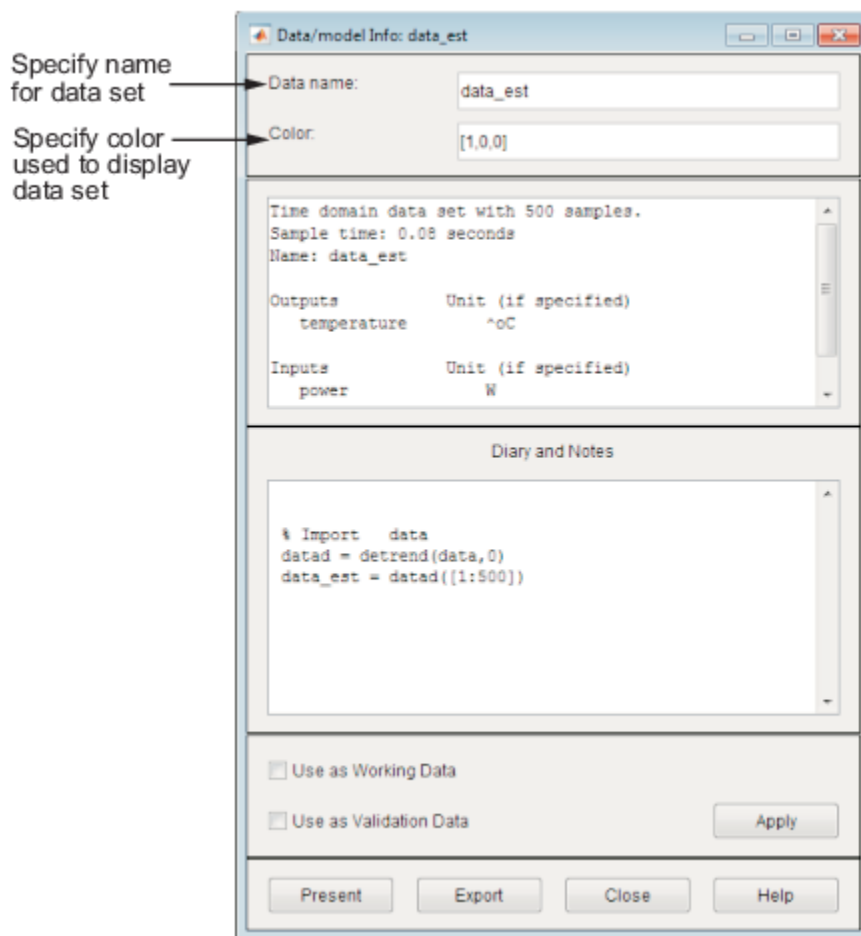 Data/model Info: data_est
Specify name
for data set
Data name:
data_est
Specify color
used to display
data set
Color:
[1,0,0]
Time domain data set with 500 samples.
Sample time: 0.08 seconds
Name: data_est
Outputs Unit (if specified)
temperature ^oC
Inputs Unit (if specified)
power W
Diary and Notes
% Import data
datad = detrend(data,0)
data_est = datad([1:500])
Use as Working Data
Use as Validation Data
Apply
Present Export Close Help